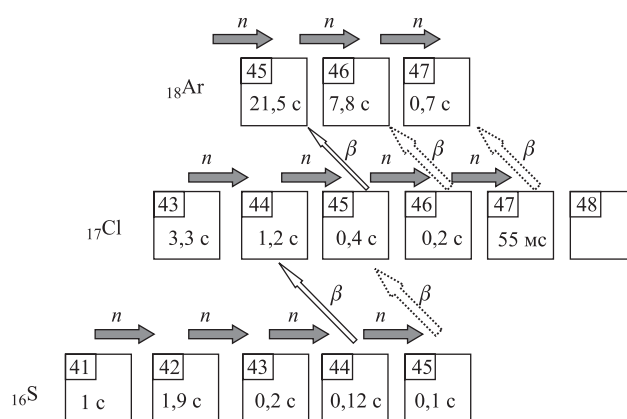 n n n
₁₈Ar 45 46 47
21,5 с 7,8 с 0,7 с
β β β
n n n n
₁₇Cl 43 44 45 46 47 48
3,3 с 1,2 с 0,4 с 0,2 с 55 мс
β β
n n n n
₁₆S 41 42 43 44 45
1 с 1,9 с 0,2 с 0,12 с 0,1 с